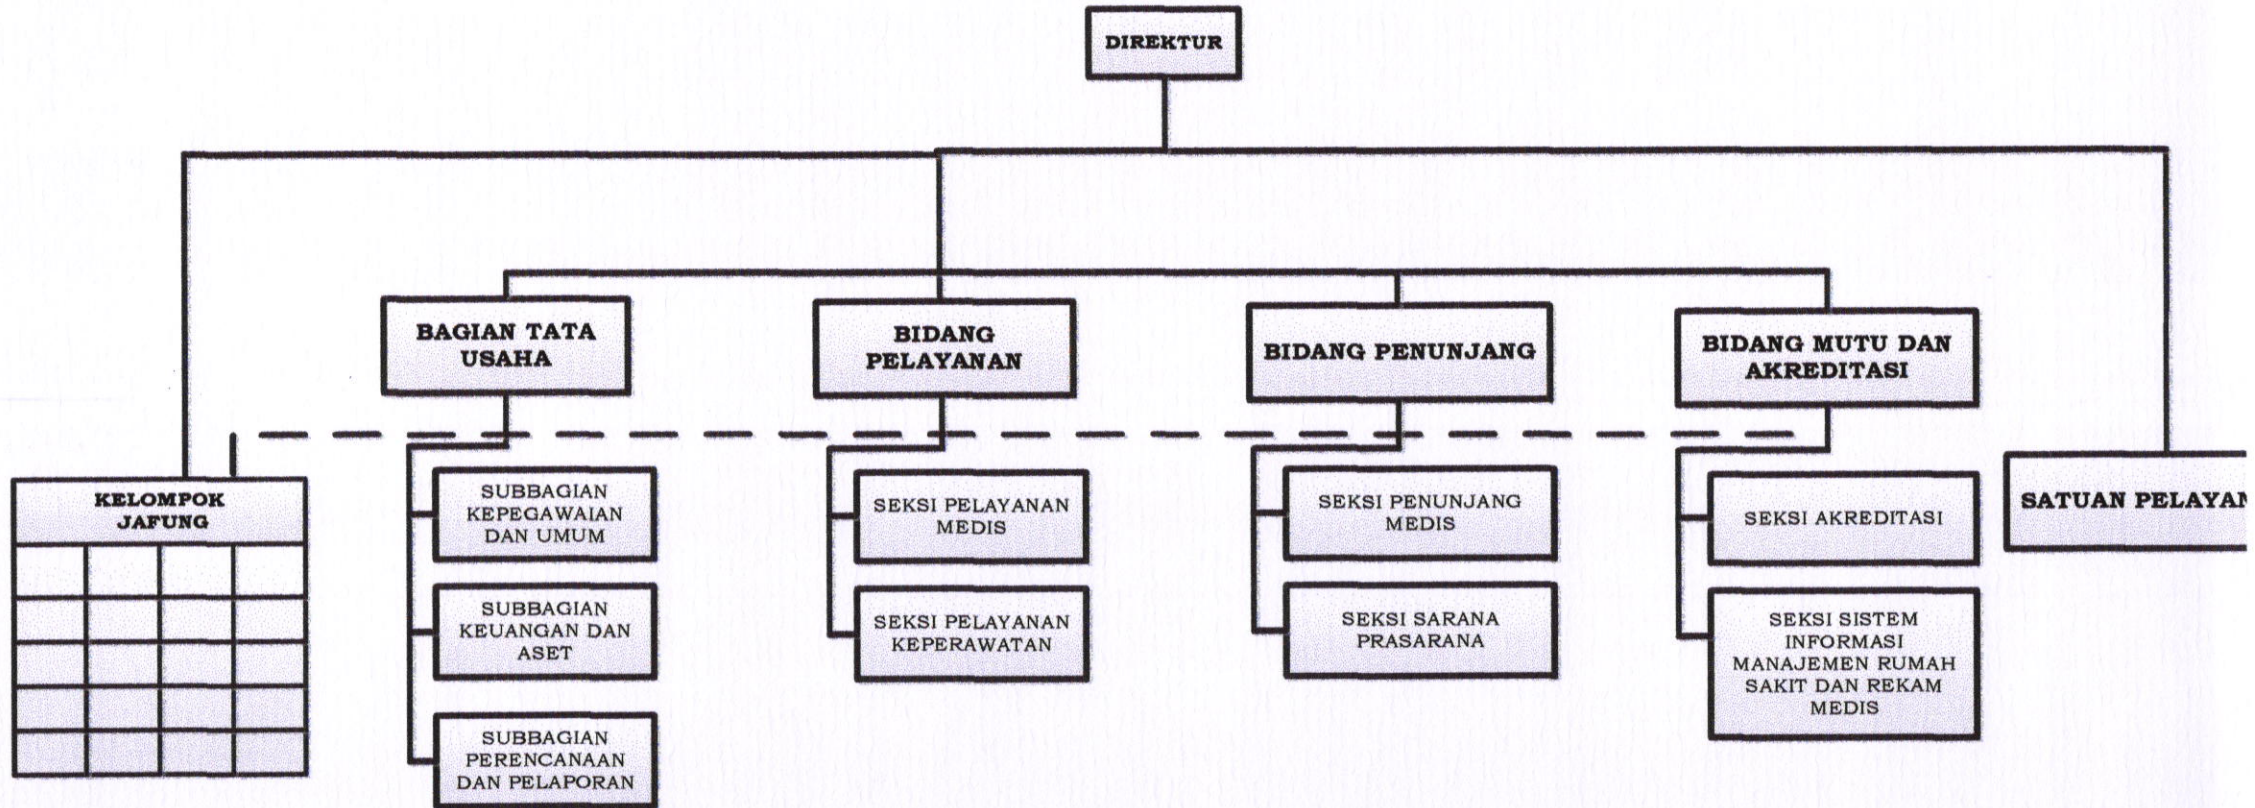 DIREKTUR
BAGIAN TATA
USAHA
BIDANG
PELAYANAN
BIDANG PENUNJANG
BIDANG MUTU DAN
AKREDITASI
KELOMPOK
JAFUNG
SUBBAGIAN
KEPEGAWAIAN
DAN UMUM
SUBBAGIAN
KEUANGAN DAN
ASET
SUBBAGIAN
PERENCANAAN
DAN PELAPORAN
SEKSI PELAYANAN
MEDIS
SEKSI PELAYANAN
KEPERAWATAN
SEKSI PENUNJANG
MEDIS
SEKSI SARANA
PRASARANA
SEKSI AKREDITASI
SEKSI SISTEM
INFORMASI
MANAJEMEN RUMAH
SAKIT DAN REKAM
MEDIS
SATUAN